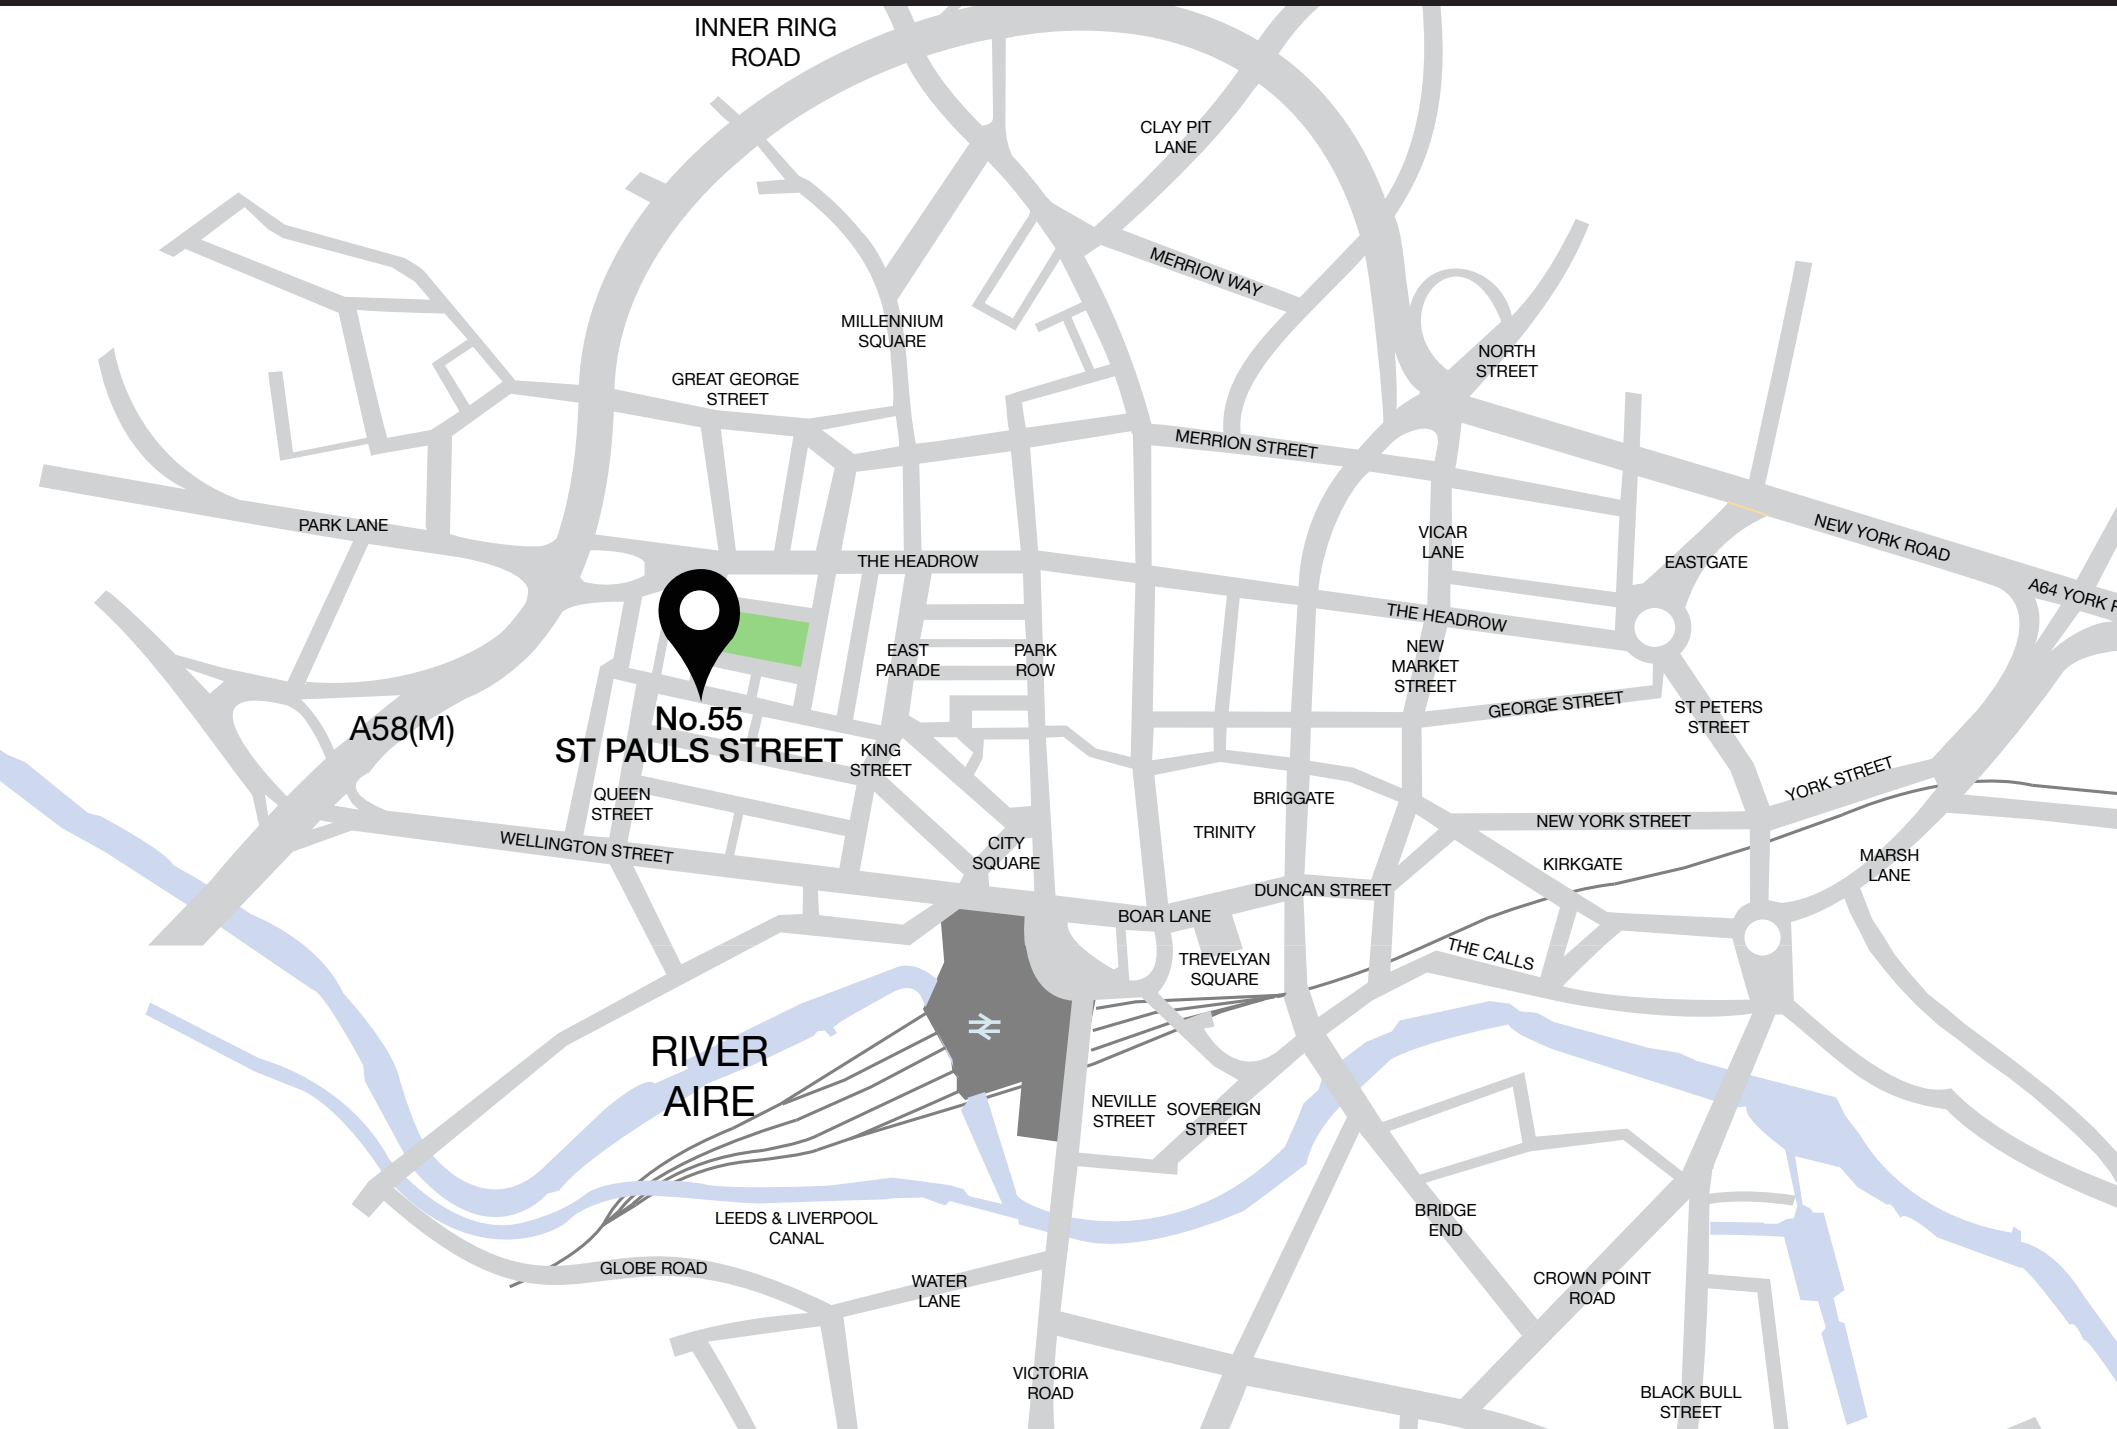 INNER RING
ROAD
CLAY PIT
LANE
MERRION WAY
MILLENNIUM
SQUARE
NORTH
STREET
GREAT GEORGE
STREET
MERRION STREET
PARK LANE
VICAR
LANE
NEW YORK ROAD
THE HEADROW
EASTGATE
A64 YORK R
THE HEADROW
EAST
PARADE
PARK
ROW
NEW
MARKET
STREET
GEORGE STREET
ST PETERS
STREET
A58(M)
No.55
ST PAULS STREET
KING
STREET
YORK STREET
QUEEN
STREET
BRIGGATE
NEW YORK STREET
TRINITY
WELLINGTON STREET
CITY
SQUARE
KIRKGATE
MARSH
LANE
DUNCAN STREET
BOAR LANE
THE CALLS
TREVELYAN
SQUARE
RIVER
AIRE
NEVILLE
STREET
SOVEREIGN
STREET
LEEDS & LIVERPOOL
CANAL
BRIDGE
END
GLOBE ROAD
WATER
LANE
CROWN POINT
ROAD
VICTORIA
ROAD
BLACK BULL
STREET